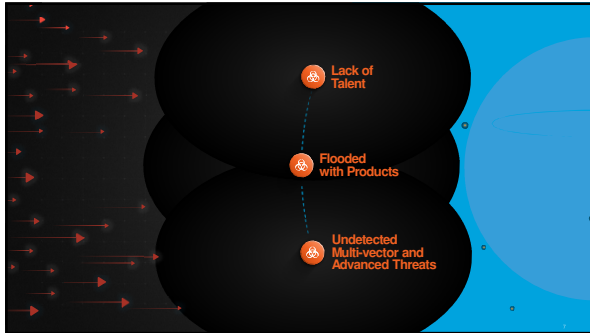 Lack of
Talent
Flooded
with Products
Undetected
Multi-vector and
Advanced Threats